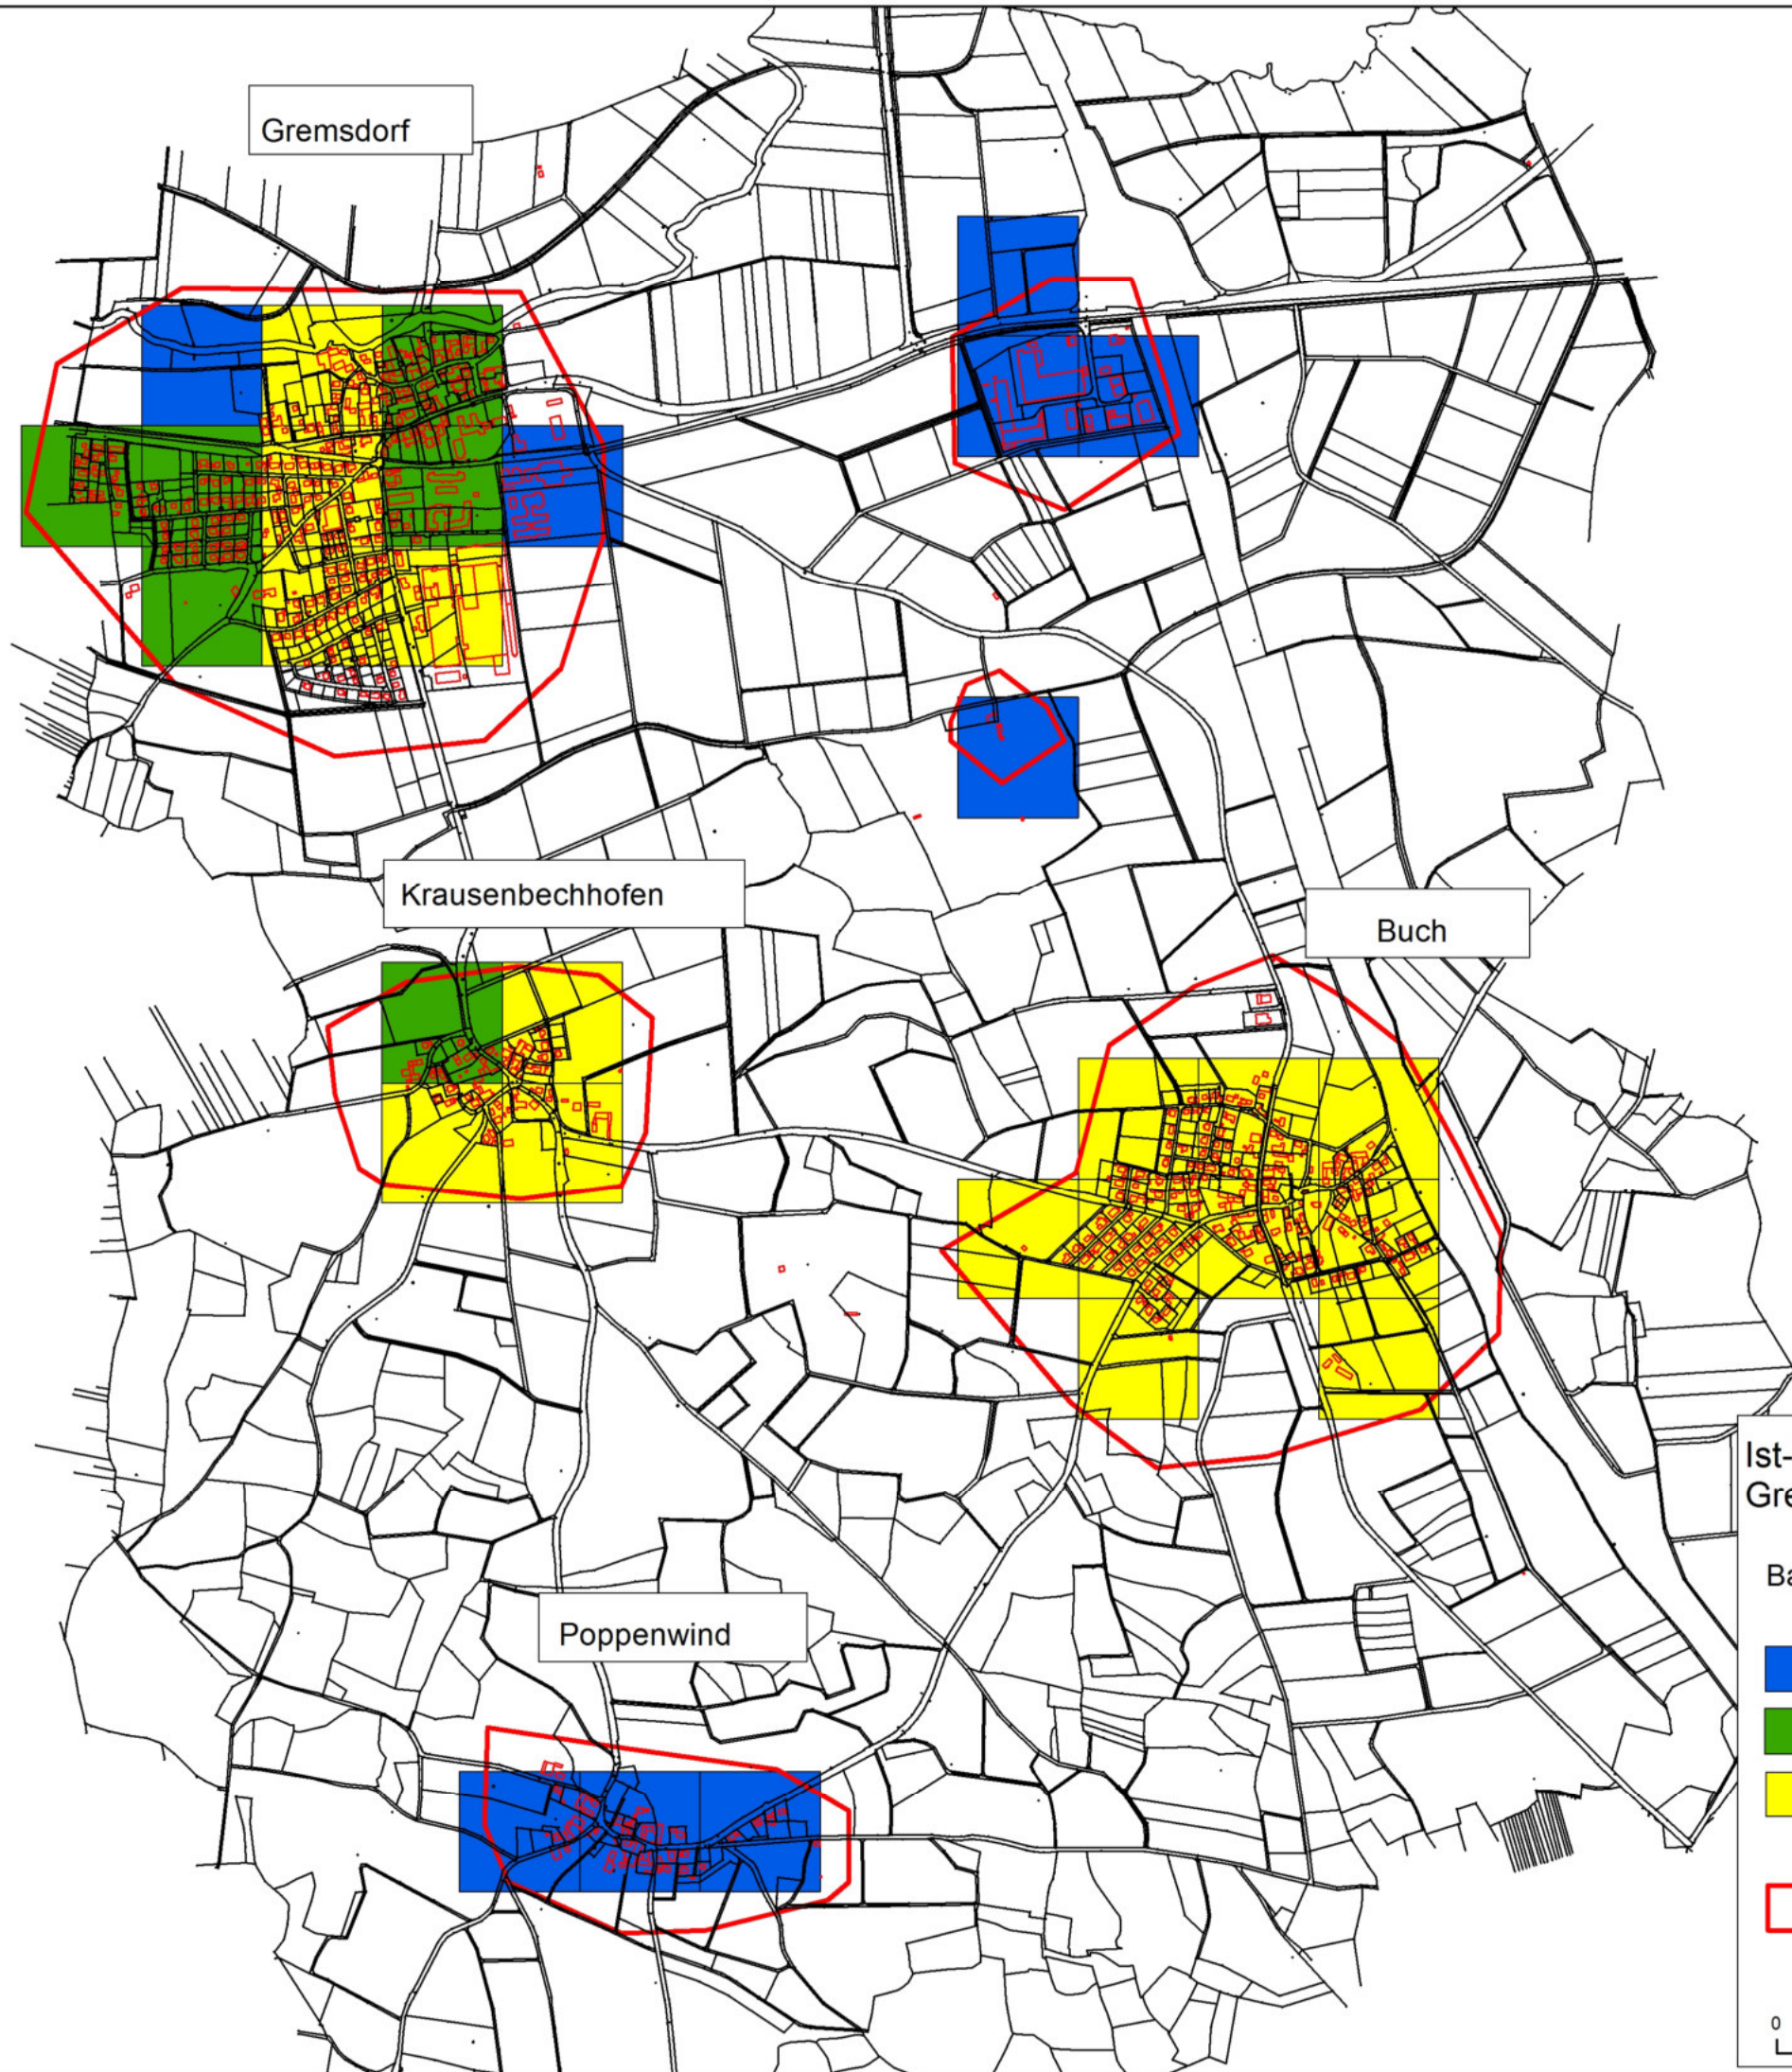 Gremsdorf
Krausenbechhofen
Buch
Ist-
Gre
Ba
Poppenwind
0